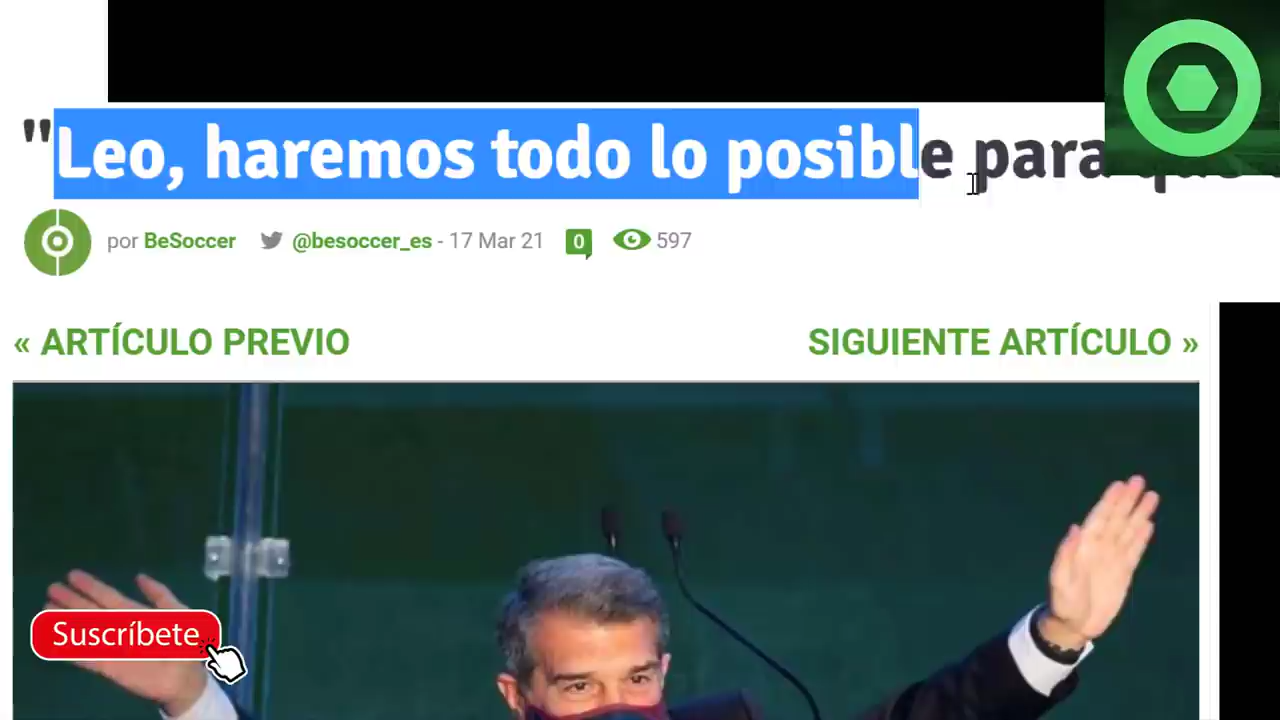 "Leo, haremos todo lo posible para
por BeSoccer @besoccer_es - 17 Mar 21 0 597
« ARTÍCULO PREVIO SIGUIENTE ARTÍCULO »
Suscríbete